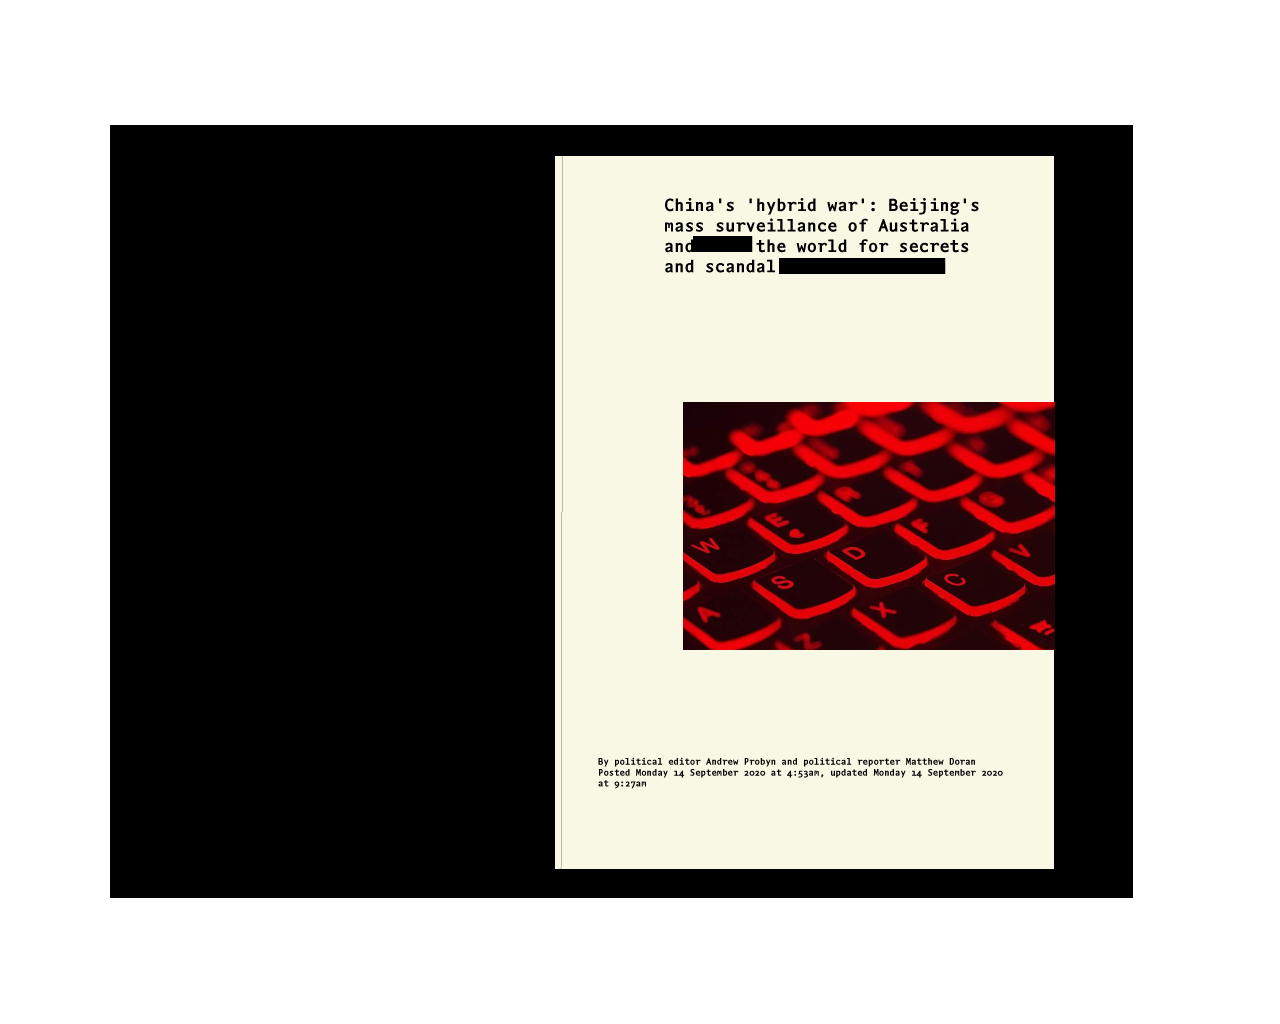 China's 'hybrid war': Beijing's
mass surveillance of Australia
and the world for secrets
and scandal
W
E
R
S
D
F
A
Z
X
C
V
By political editor Andrew Probyn and political reporter Matthew Doran
Posted Monday 14 September 2020 at 4:53am, updated Monday 14 September 2020
at 9:27am